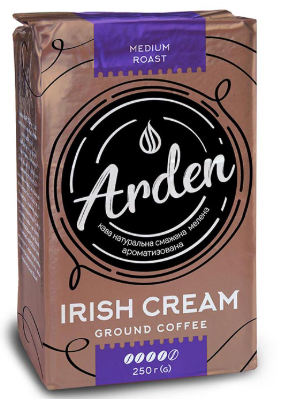 MEDIUM
ROAST
Arden
кава натуральна смажена мелена
ароматизована
IRISH CREAM
GROUND COFFEE
250 г (G)